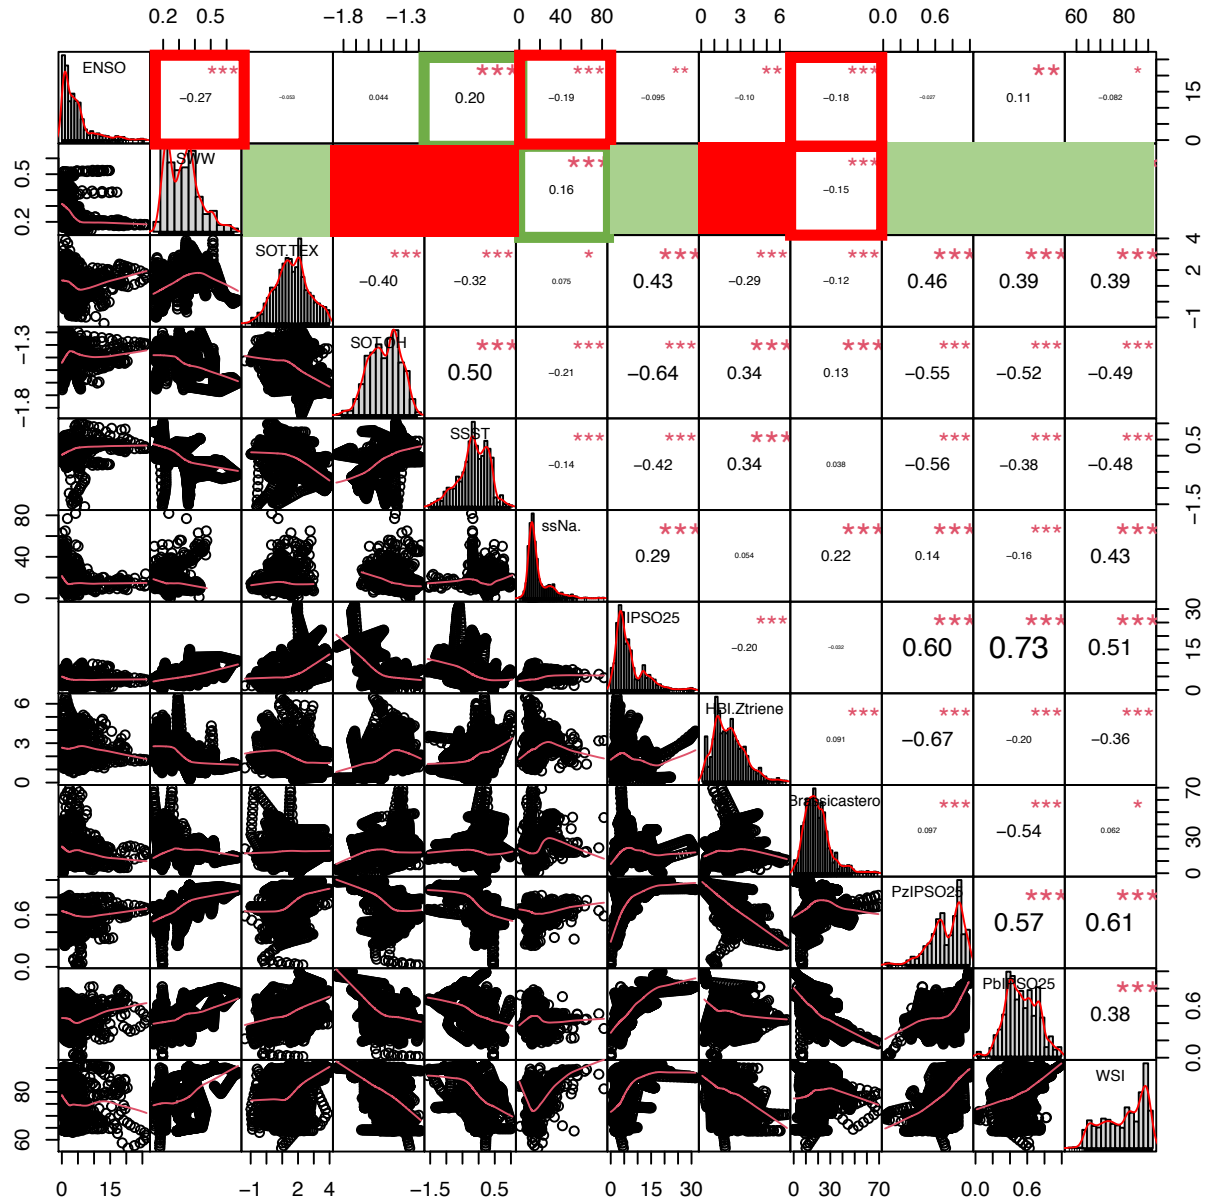 0.2 0.5 −1.8 −1.3 0 40 80 0 3 6 0.0 0.6 60 80
ENSO *** *** *** ** ** *** ** *
−0.27 −0.053 0.044 0.20 −0.19 −0.095 −0.10 −0.18 0.11 −0.082
0 15
SWW *** ***
0.16 −0.15
0.2 0.5
SOT.TEX *** *** * *** *** *** *** *** ***
−0.40 −0.32 0.075 0.43 −0.29 −0.12 0.46 0.39 0.39
−1 2 4
SOT.OH *** *** *** *** *** *** *** ***
0.50 −0.21 −0.64 0.34 0.13 −0.55 −0.52 −0.49
−1.8 −1.3
SSST *** *** *** *** *** ***
−0.14 −0.42 0.34 0.038 −0.56 −0.38 −0.48
−1.5 0.5
ssNa. *** *** *** *** ***
0.29 0.054 0.22 0.14 −0.16 0.43
0 40 80
IPSO25 *** *** *** ***
−0.20 −0.032 0.60 0.73 0.51
0 15 30
HBI.Ztriene *** *** *** ***
0.091 −0.67 −0.20 −0.36
0 3 6
Brassicastero *** *** *
0.097 −0.54 0.062
0 30 70
PzIPSO25 *** ***
0.57 0.61
0.0 0.6
PbIPSO25 ***
0.38
0.0 0.6
WSI
60 80
0 15 −1 2 4 −1.5 0.5 0 15 30 0 30 70 0.0 0.6